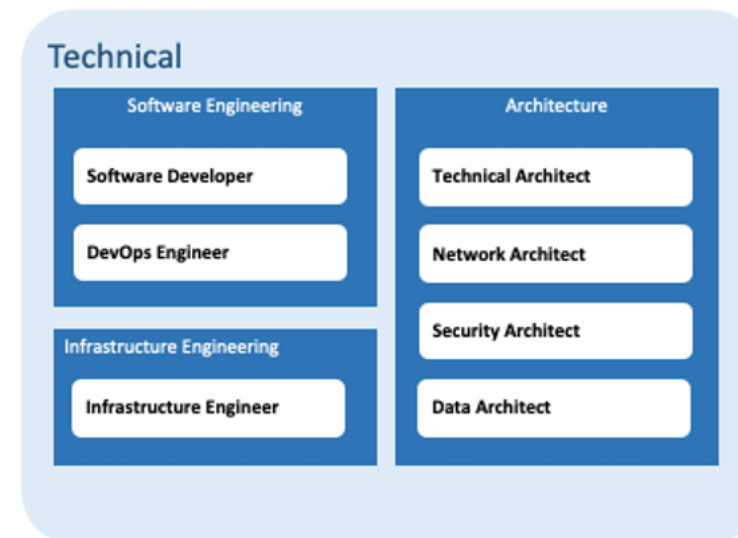 Technical
Software Engineering
Software Developer
DevOps Engineer
Infrastructure Engineering
Infrastructure Engineer
Architecture
Technical Architect
Network Architect
Security Architect
Data Architect